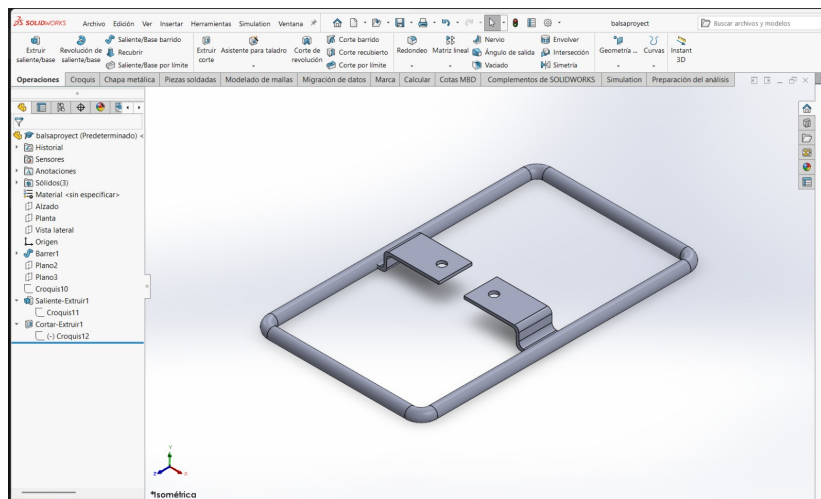 SOLIDWORKS Archivo Edición Ver Insertar Herramientas Simulation Ventana balsaproyect Buscar archivos y modelos
Extruir saliente/base
Revolución de saliente/base
Saliente/Base barrido
Recubrir
Saliente/Base por límite
Extruir corte
Asistente para taladro
Corte de revolución
Corte barrido
Corte recubierto
Corte por límite
Redondeo
Matriz lineal
Nervio
Ángulo de salida
Vaciado
Envolver
Intersección
Simetría
Geometría ...
Curvas
Instant 3D
Operaciones Croquis Chapa metálica Piezas soldadas Modelado de mallas Migración de datos Marca Calcular Cotas MBD Complementos de SOLIDWORKS Simulation Preparación del análisis
balsaproyect (Predeterminado) <
Historial
Sensores
Anotaciones
Sólidos(3)
Material <sin especificar>
Alzado
Planta
Vista lateral
Origen
Barrer1
Plano2
Plano3
Croquis10
Saliente-Extruir1
Croquis11
Cortar-Extruir1
(-) Croquis12
Y
Z
X
*Isométrica